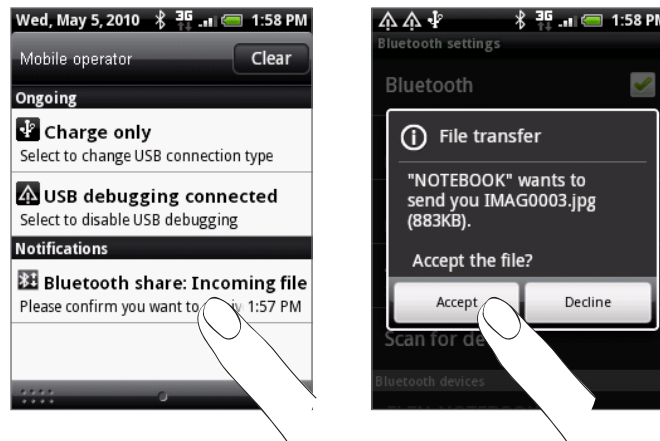 Wed, May 5, 2010 3G 1:58 PM
Mobile operator Clear
Ongoing
Charge only
Select to change USB connection type
USB debugging connected
Select to disable USB debugging
Notifications
Bluetooth share: Incoming file
Please confirm you want to 1:57 PM
3G 1:58 PM
Bluetooth settings
Bluetooth
File transfer
"NOTEBOOK" wants to
send you IMAG0003.jpg
(883KB).
Accept the file?
Accept Decline
Scan for de
Bluetooth devices